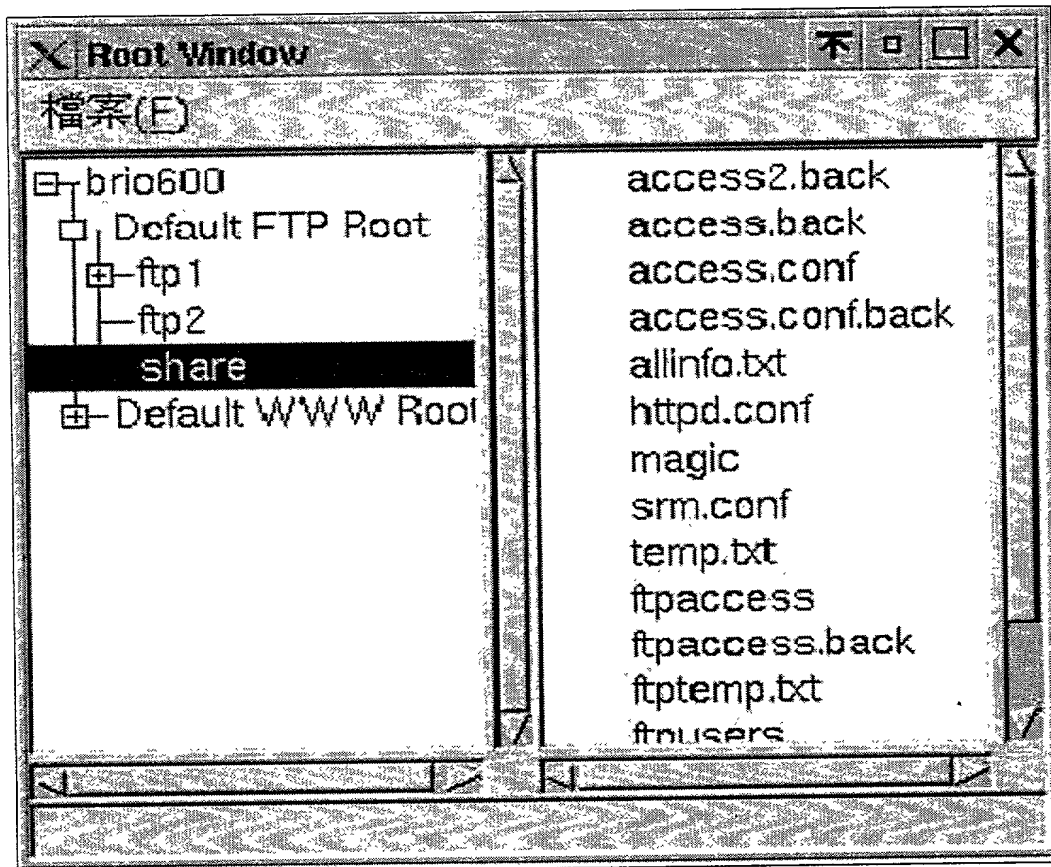 Root Window
檔案(F)
brio600
Default FTP Root
ftp1
ftp2
share
Default WWW Root
access2.back
access.back
access.conf
access.conf.back
allinfo.txt
httpd.conf
magic
srm.conf
temp.txt
ftpaccess
ftpaccess.back
ftptemp.txt
ftpusers